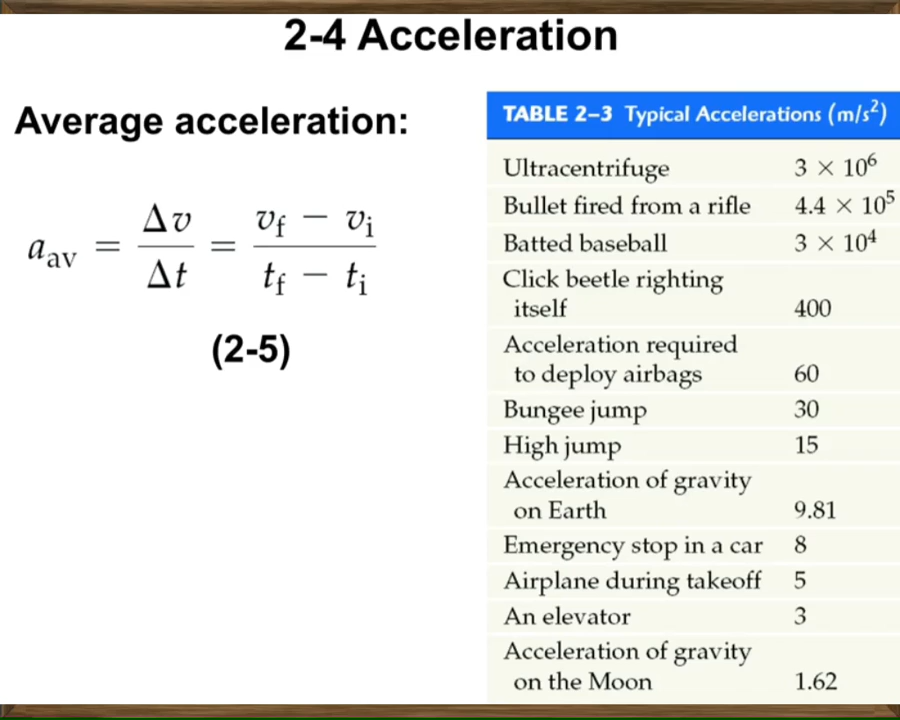 2-4 Acceleration
Average acceleration:
a_av = Δv/Δt = (v_f − v_i)/(t_f − t_i)
(2-5)
TABLE 2–3 Typical Accelerations (m/s²)
Ultracentrifuge 3 × 10⁶
Bullet fired from a rifle 4.4 × 10⁵
Batted baseball 3 × 10⁴
Click beetle righting
itself 400
Acceleration required
to deploy airbags 60
Bungee jump 30
High jump 15
Acceleration of gravity
on Earth 9.81
Emergency stop in a car 8
Airplane during takeoff 5
An elevator 3
Acceleration of gravity
on the Moon 1.62